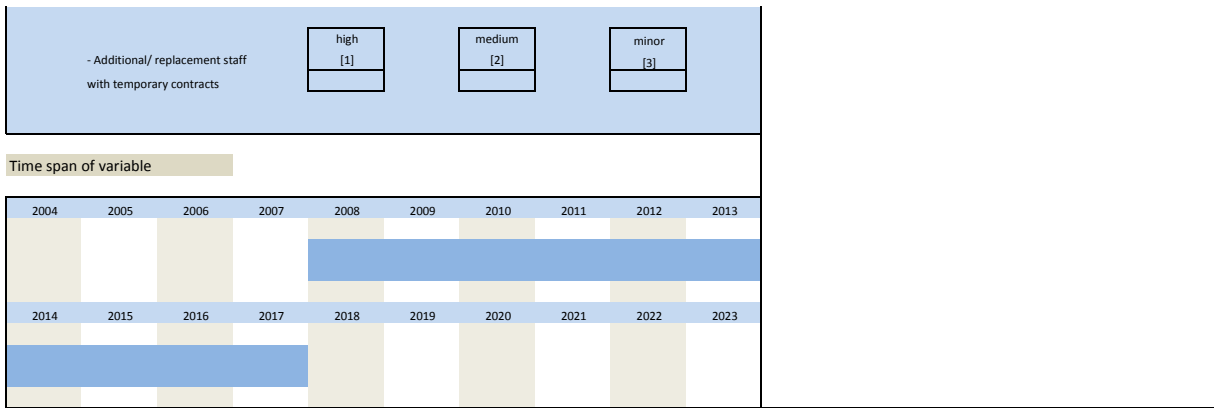 high medium minor
- Additional/ replacement staff [1] [2] [3]
with temporary contracts
Time span of variable
2004 2005 2006 2007 2008 2009 2010 2011 2012 2013
2014 2015 2016 2017 2018 2019 2020 2021 2022 2023